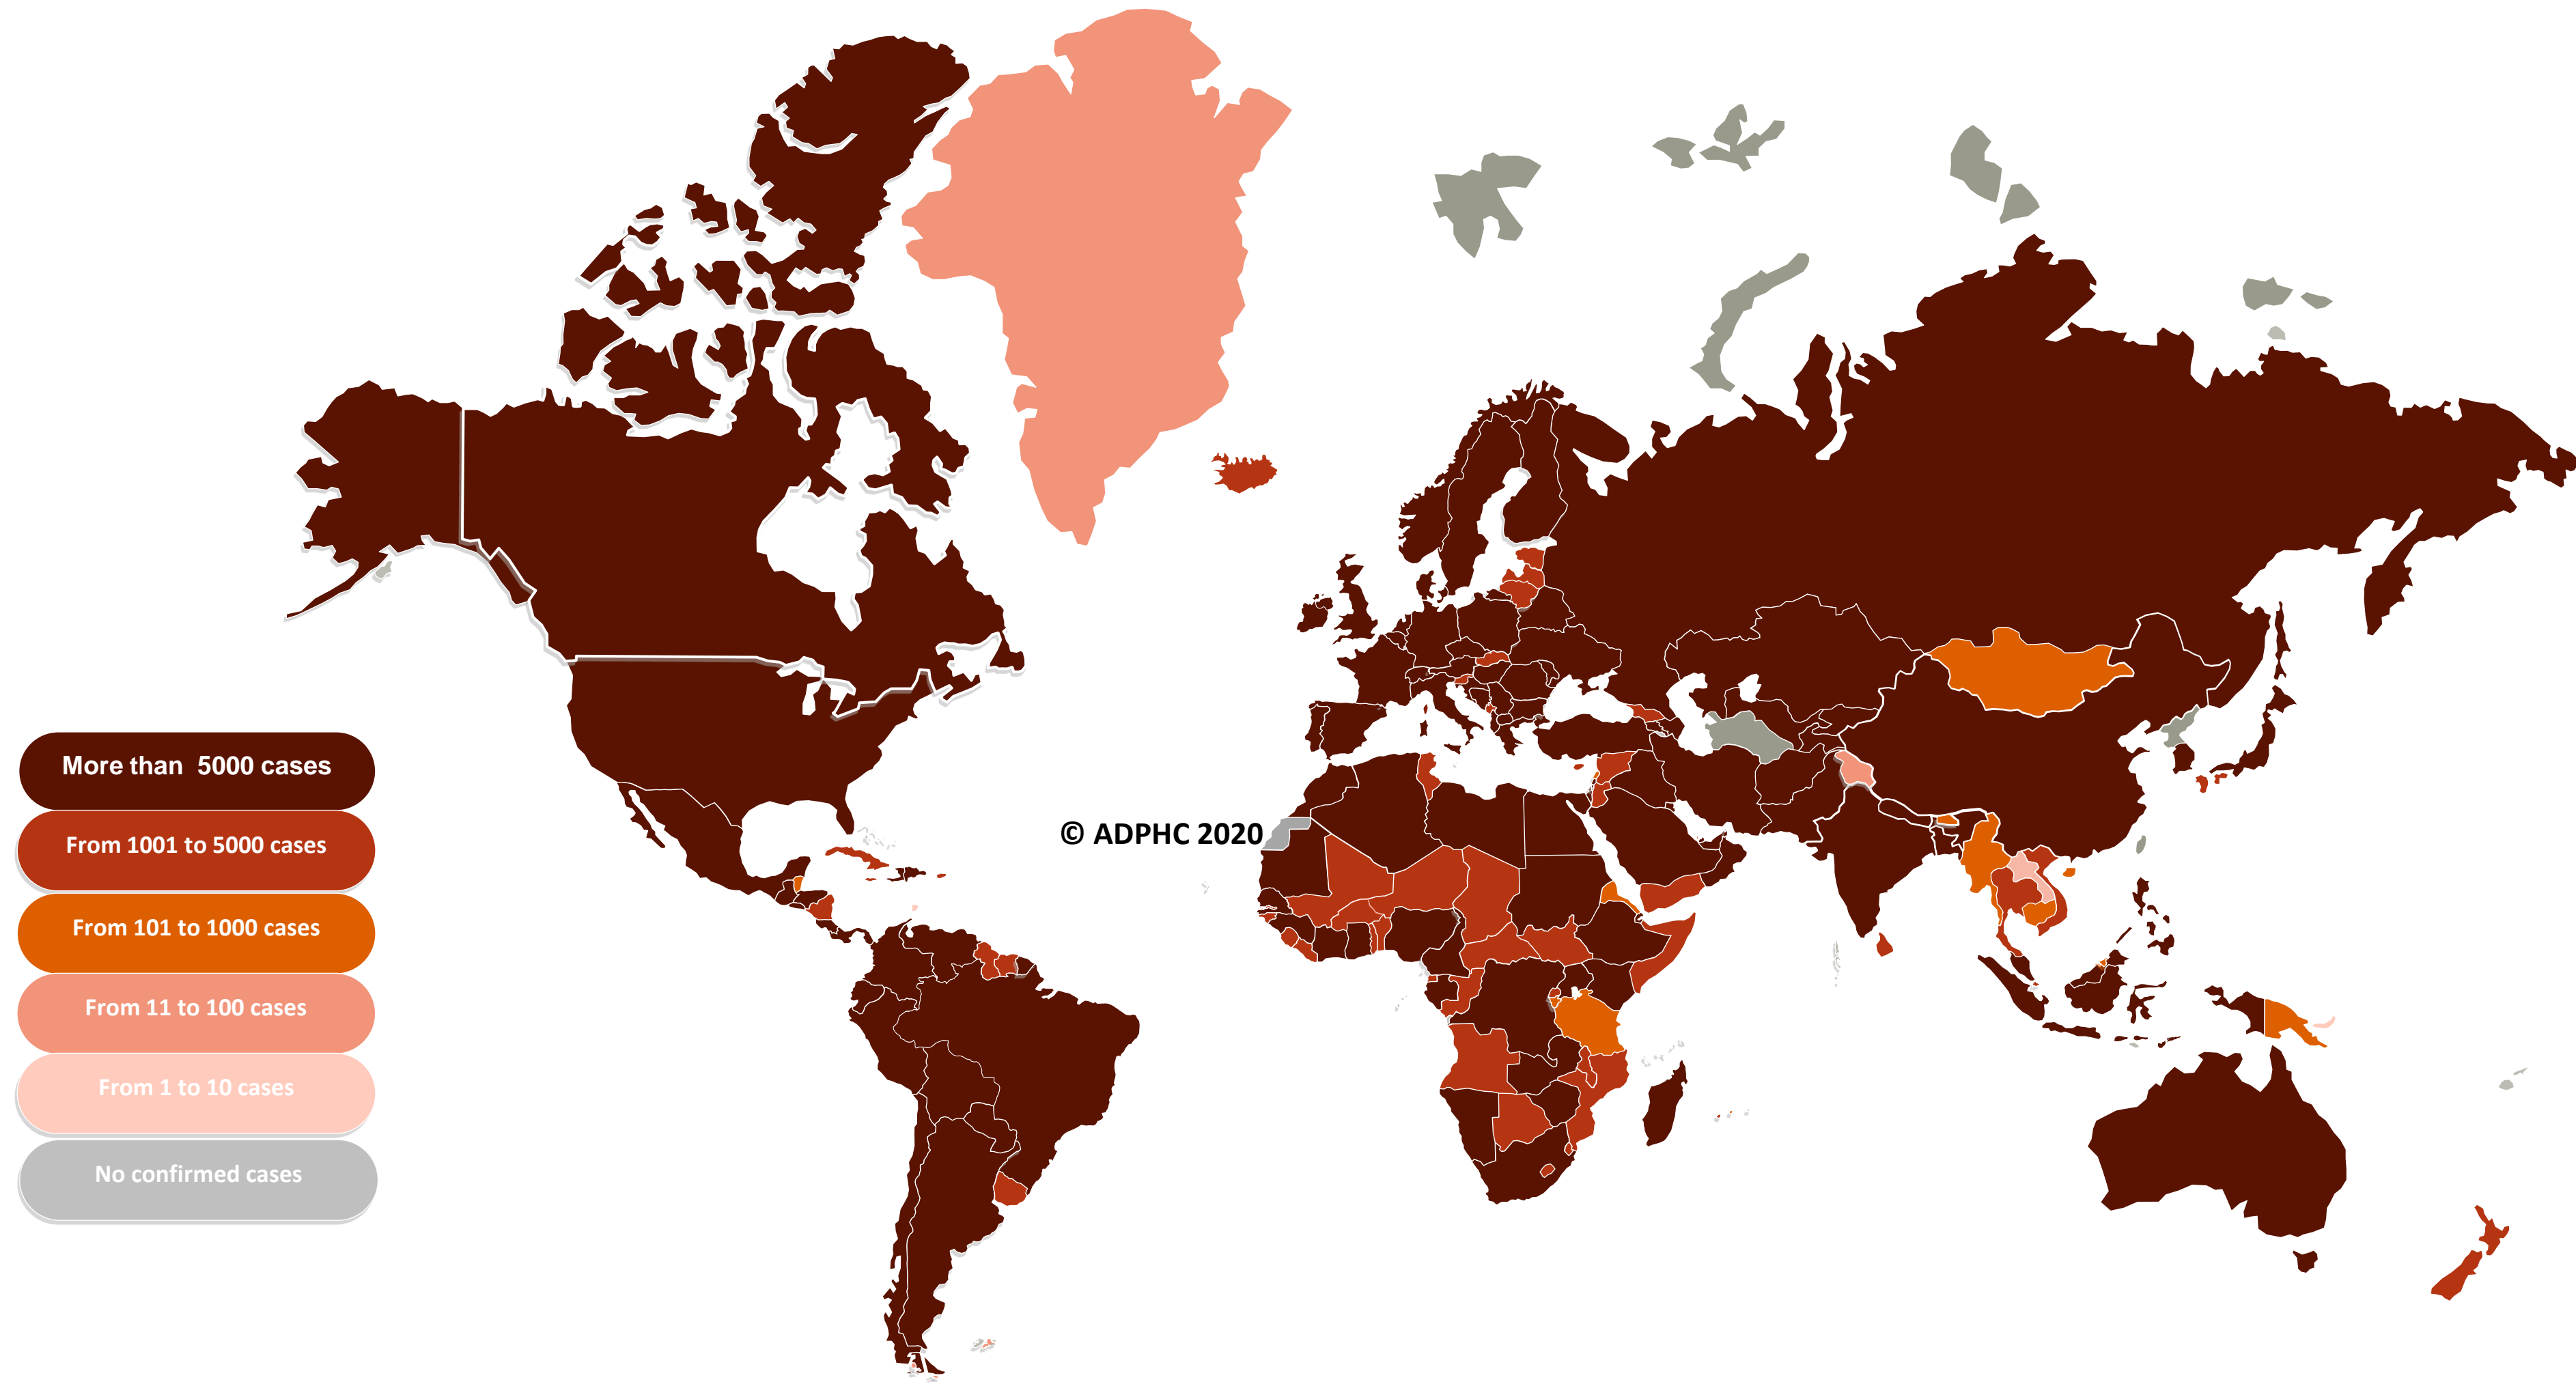 More than  5000 cases
From 1001 to 5000 cases
From 101 to 1000 cases
From 11 to 100 cases
From 1 to 10 cases
No confirmed cases
© ADPHC 2020